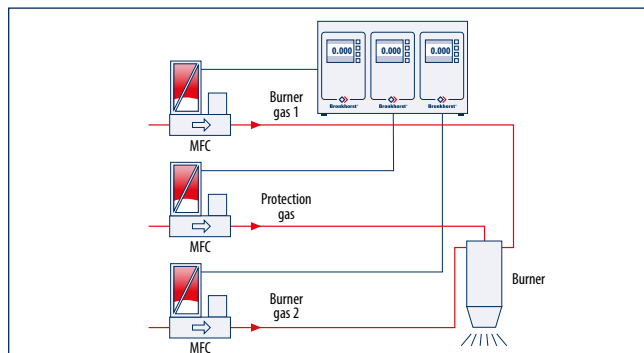 0.000
0.000
0.000
Bronkhorst®
Bronkhorst®
Bronkhorst®
Burner
gas 1
MFC
Protection
gas
MFC
Burner
Burner
gas 2
MFC